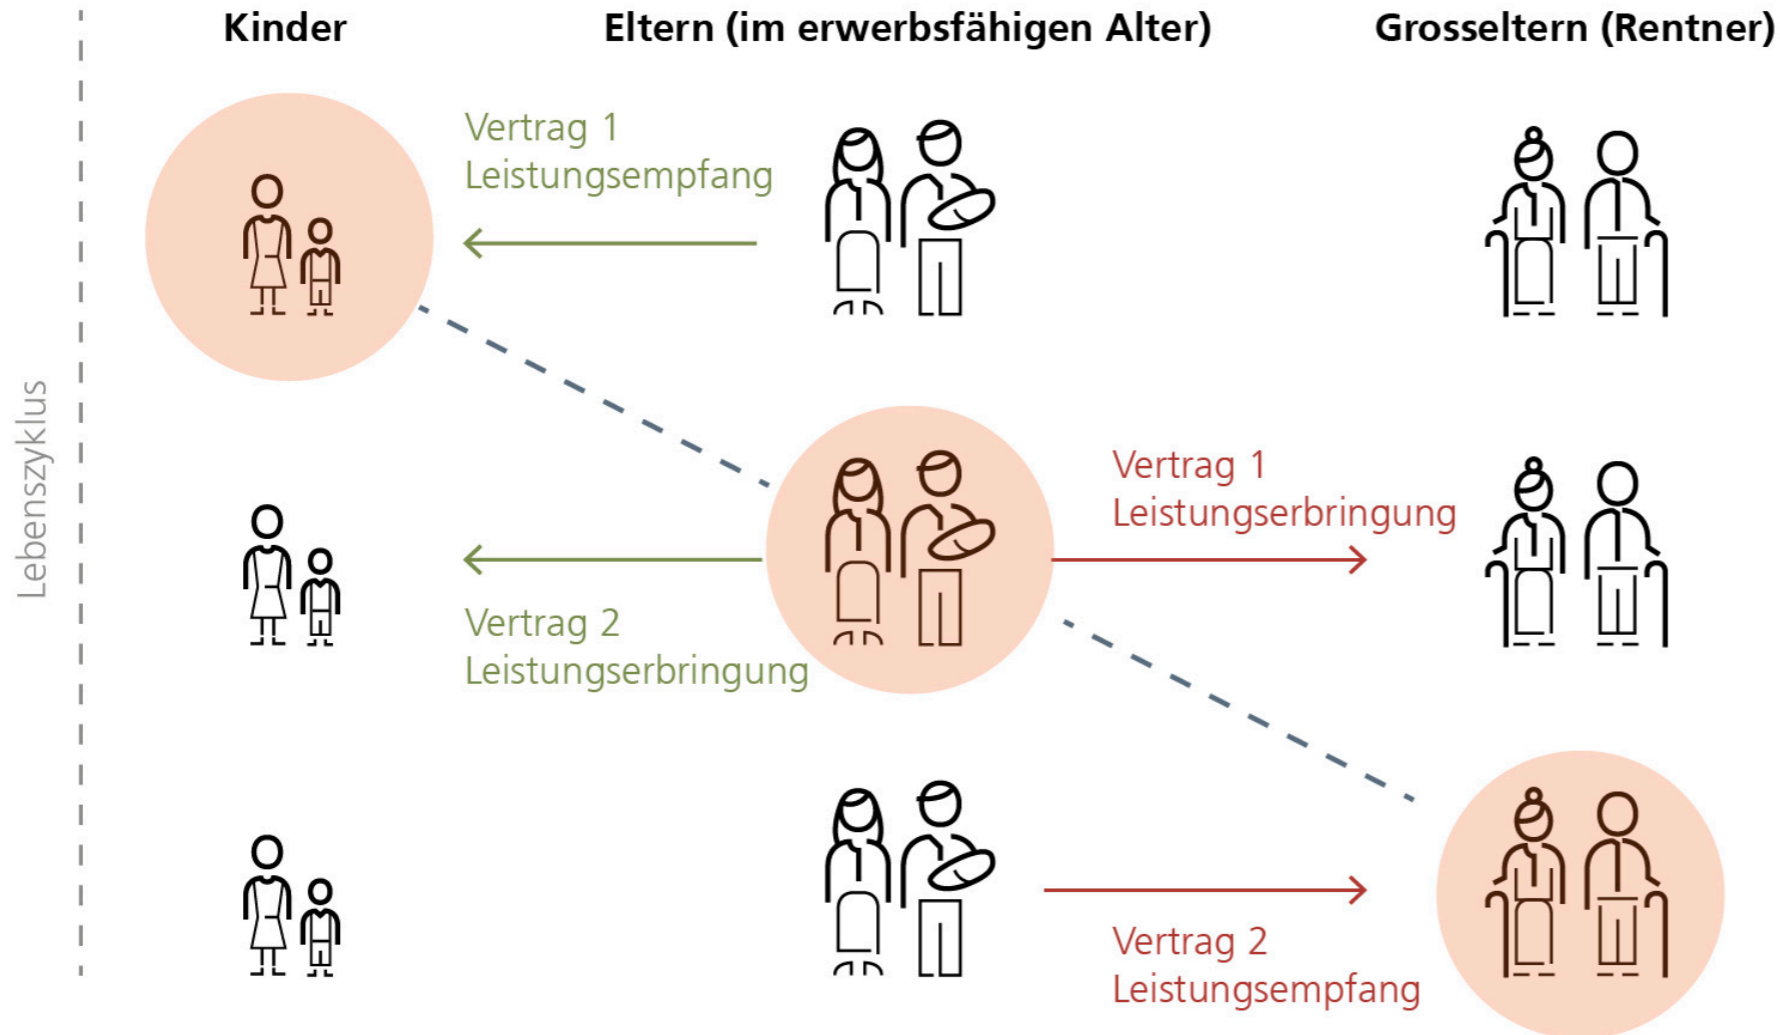 Kinder
Eltern (im erwerbsfähigen Alter)
Grosseltern (Rentner)
Lebenszyklus
Vertrag 1
Leistungsempfang
Vertrag 1
Leistungserbringung
Vertrag 2
Leistungserbringung
Vertrag 2
Leistungsempfang